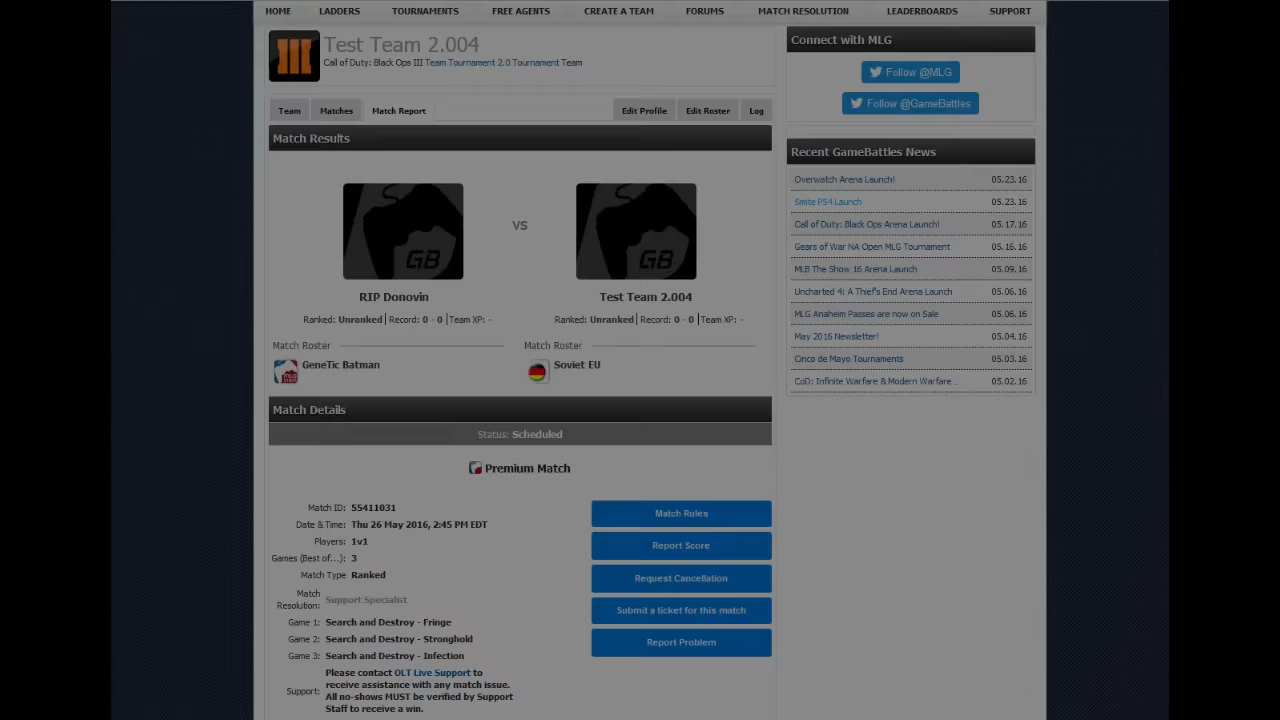 HOME LADDERS TOURNAMENTS FREE AGENTS CREATE A TEAM FORUMS MATCH RESOLUTION LEADERBOARDS SUPPORT
III
Test Team 2.004
Call of Duty: Black Ops III Team Tournament 2.0 Tournament Team
Team Matches Match Report Edit Profile Edit Roster Log
Match Results
GB
VS
GB
RIP Donovin
Test Team 2.004
Ranked: Unranked | Record: 0 - 0 | Team XP: -
Ranked: Unranked | Record: 0 - 0 | Team XP: -
Match Roster
Match Roster
GeneTic Batman
Soviet EU
Match Details
Status: Scheduled
Premium Match
Match ID: 55411031
Date & Time: Thu 26 May 2016, 2:45 PM EDT
Players: 1v1
Games (Best of...): 3
Match Type Ranked
Match Resolution: Support Specialist
Game 1: Search and Destroy - Fringe
Game 2: Search and Destroy - Stronghold
Game 3: Search and Destroy - Infection
Support: Please contact OLT Live Support to
receive assistance with any match issue.
All no-shows MUST be verified by Support
Staff to receive a win.
Match Rules
Report Score
Request Cancellation
Submit a ticket for this match
Report Problem
Connect with MLG
Follow @MLG
Follow @GameBattles
Recent GameBattles News
Overwatch Arena Launch! 05.23.16
Smite PS4 Launch 05.23.16
Call of Duty: Black Ops Arena Launch! 05.17.16
Gears of War NA Open MLG Tournament 05.16.16
MLB The Show 16 Arena Launch 05.09.16
Uncharted 4: A Thief's End Arena Launch 05.06.16
MLG Anaheim Passes are now on Sale 05.06.16
May 2016 Newsletter! 05.04.16
Cinco de Mayo Tournaments 05.03.16
CoD: Infinite Warfare & Modern Warfare ... 05.02.16